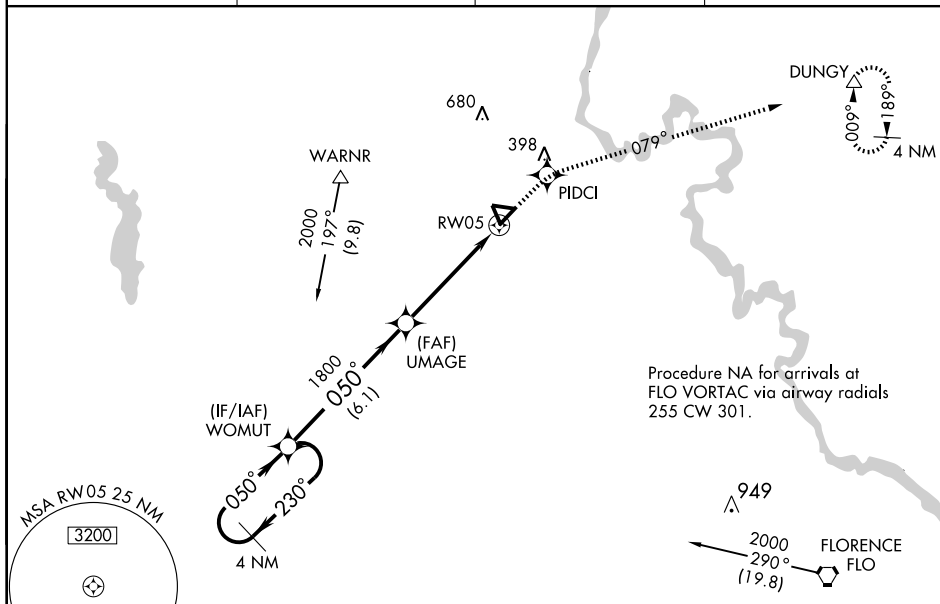 DUNGY
009°
189°
4 NM
680
398
079°
PIDCI
WARNR
2000
197°
(9.8)
RW05
(FAF)
UMAGE
1800
050°
(6.1)
(IF/IAF)
WOMUT
050°
230°
4 NM
Procedure NA for arrivals at
FLO VORTAC via airway radials
255 CW 301.
MSA RW05 25 NM
3200
949
2000
290°
(19.8)
FLORENCE
FLO